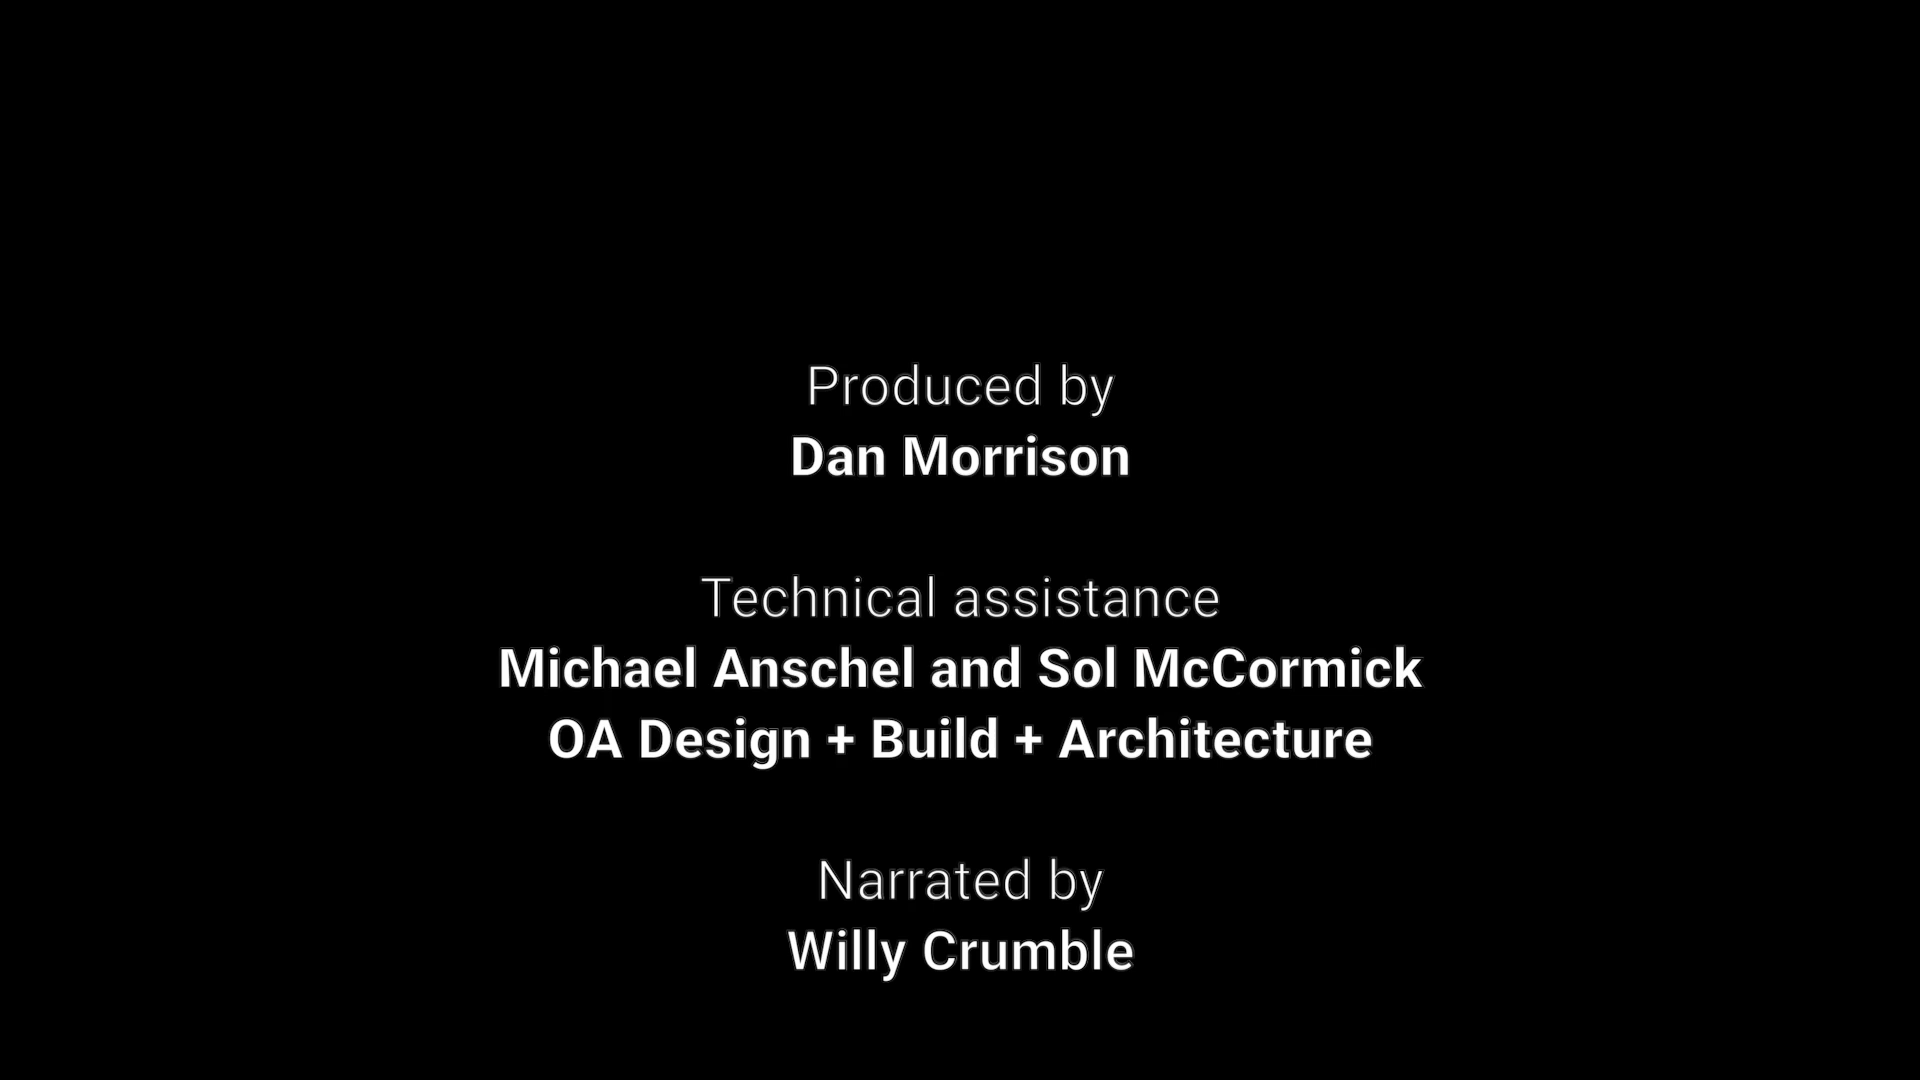 Produced by
Dan Morrison
Technical assistance
Michael Anschel and Sol McCormick
OA Design + Build + Architecture
Narrated by
Willy Crumble